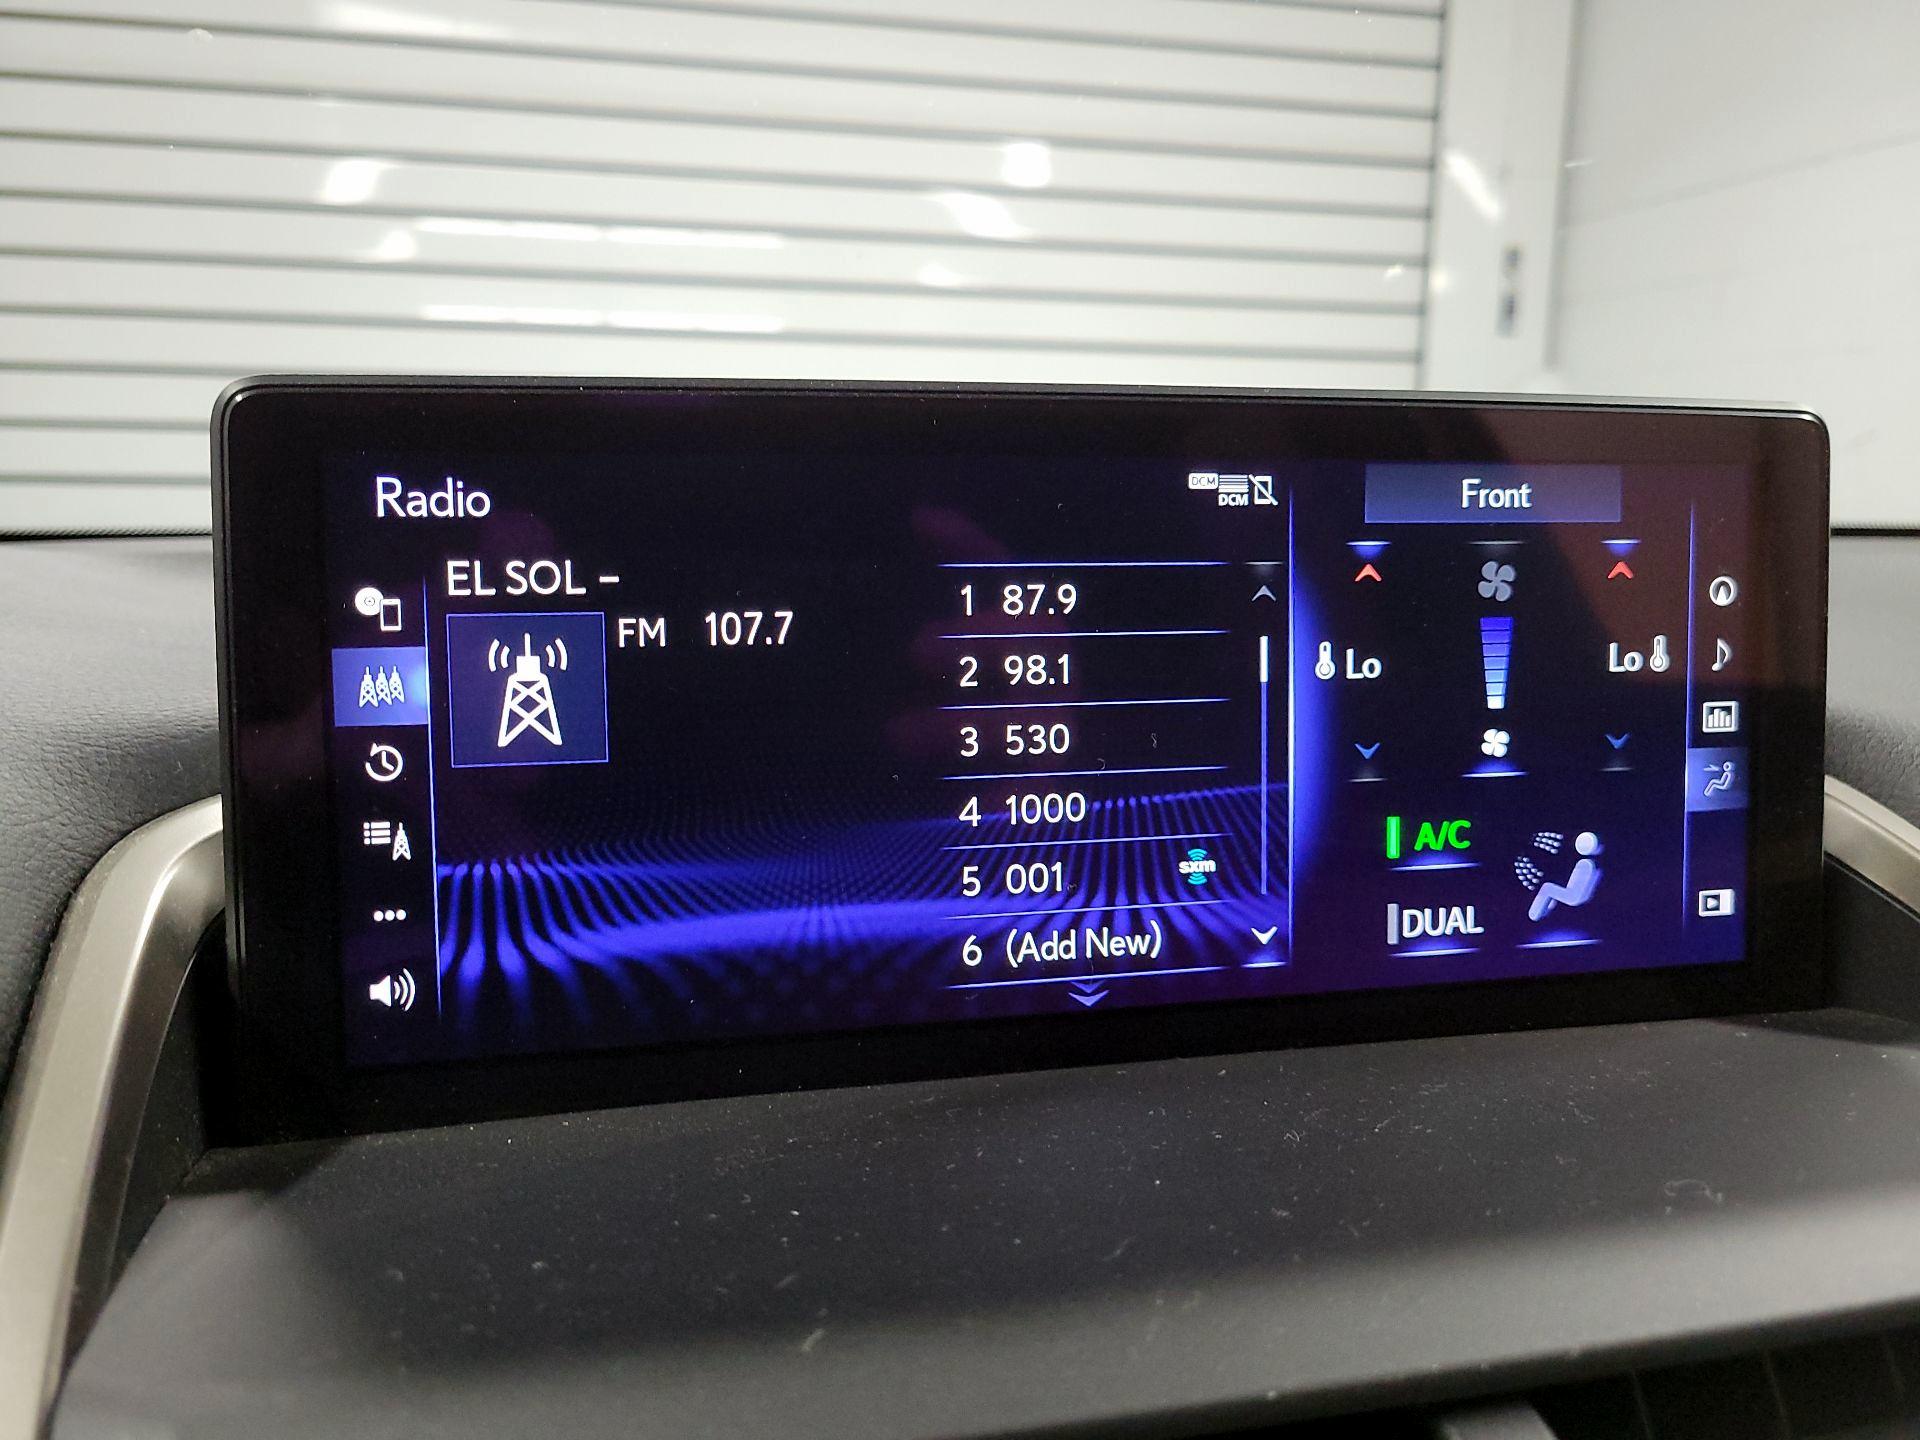 Radio
DCM
DCM
EL SOL –
FM 107.7
1 87.9
2 98.1
3 530
4 1000
5 001 sxm
6 (Add New)
Front
Lo
Lo
A/C
DUAL